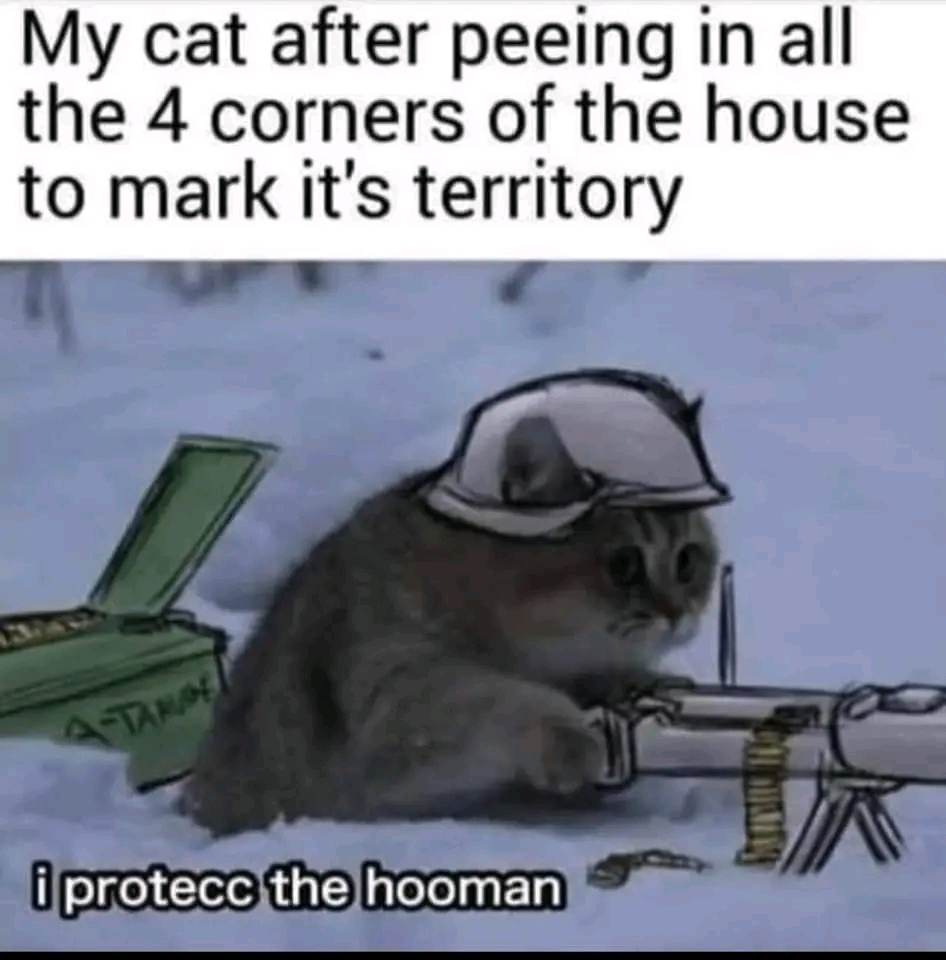 My cat after peeing in all
the 4 corners of the house
to mark it's territory
i protecc the hooman